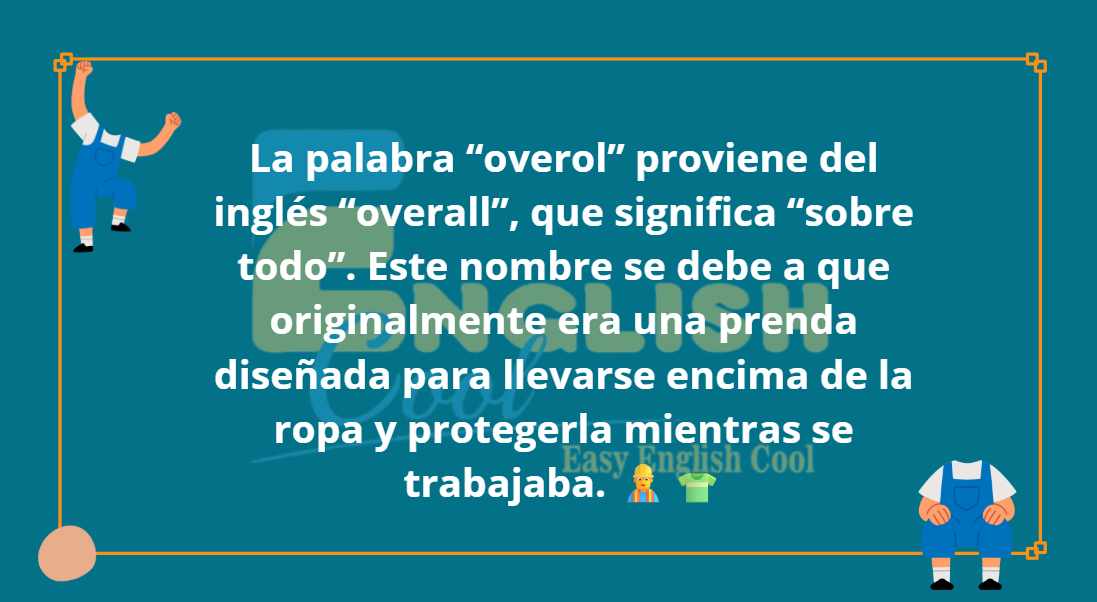 La palabra “overol” proviene del
inglés “overall”, que significa “sobre
todo”. Este nombre se debe a que
originalmente era una prenda
diseñada para llevarse encima de la
ropa y protegerla mientras se
trabajaba.
ENGLISH
Cool
Easy English Cool